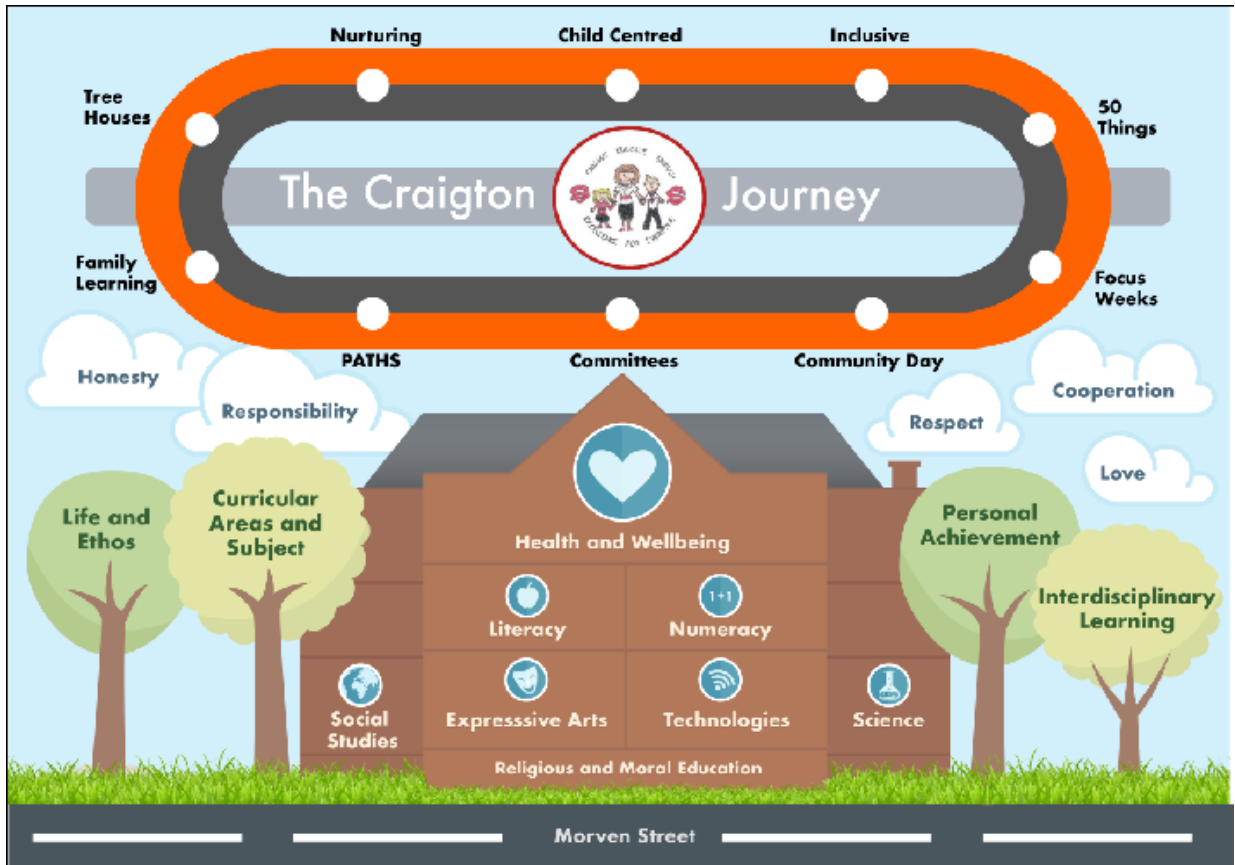 Nurturing
Child Centred
Inclusive
Tree
Houses
50
Things
The Craigton
Journey
Family
Learning
Focus
Weeks
PATHS
Committees
Community Day
Honesty
Responsibility
Respect
Cooperation
Love
Life and
Ethos
Curricular
Areas and
Subject
Personal
Achievement
Interdisciplinary
Learning
Health and Wellbeing
Literacy
1+1
Numeracy
Social
Studies
Expresssive Arts
Technologies
Science
Religious and Moral Education
Morven Street